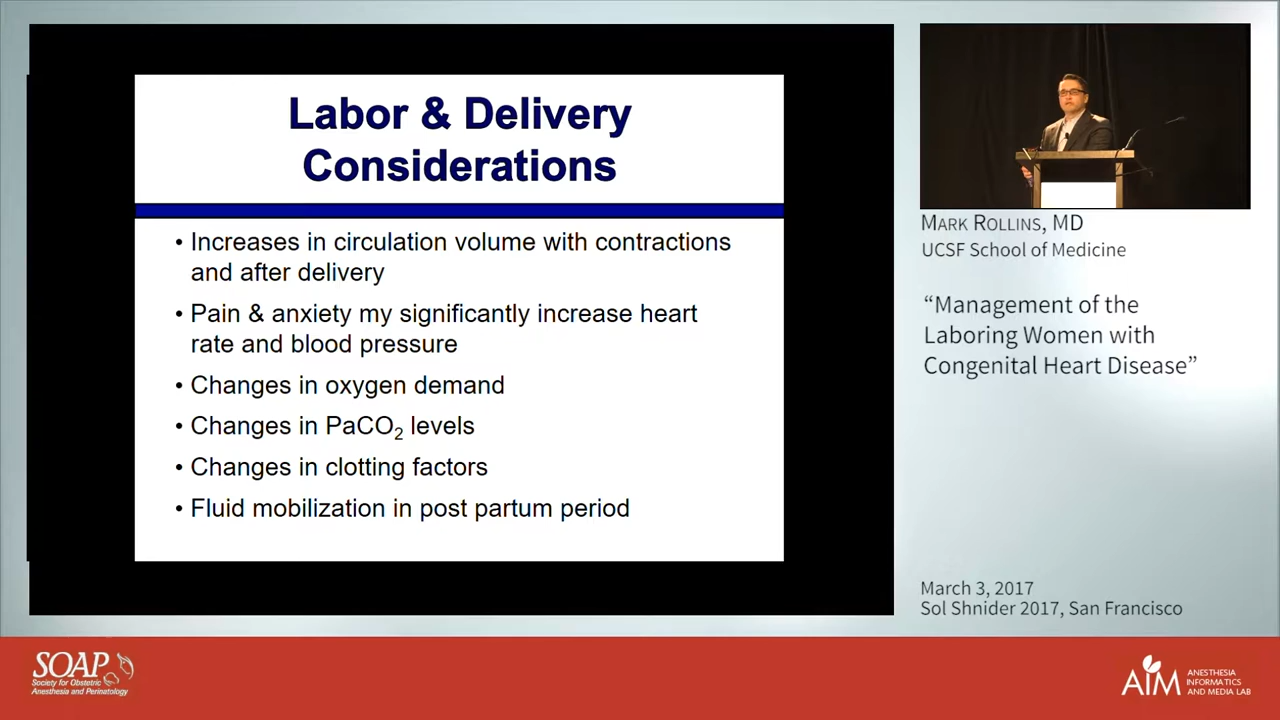 Labor & Delivery
Considerations
• Increases in circulation volume with contractions
and after delivery
• Pain & anxiety my significantly increase heart
rate and blood pressure
• Changes in oxygen demand
• Changes in PaCO₂ levels
• Changes in clotting factors
• Fluid mobilization in post partum period
MARK ROLLINS, MD
UCSF School of Medicine
“Management of the
Laboring Women with
Congenital Heart Disease”
March 3, 2017
Sol Shnider 2017, San Francisco
SOAP
Society for Obstetric
Anesthesia and Perinatology
AIM
ANESTHESIA
INFORMATICS
AND MEDIA LAB